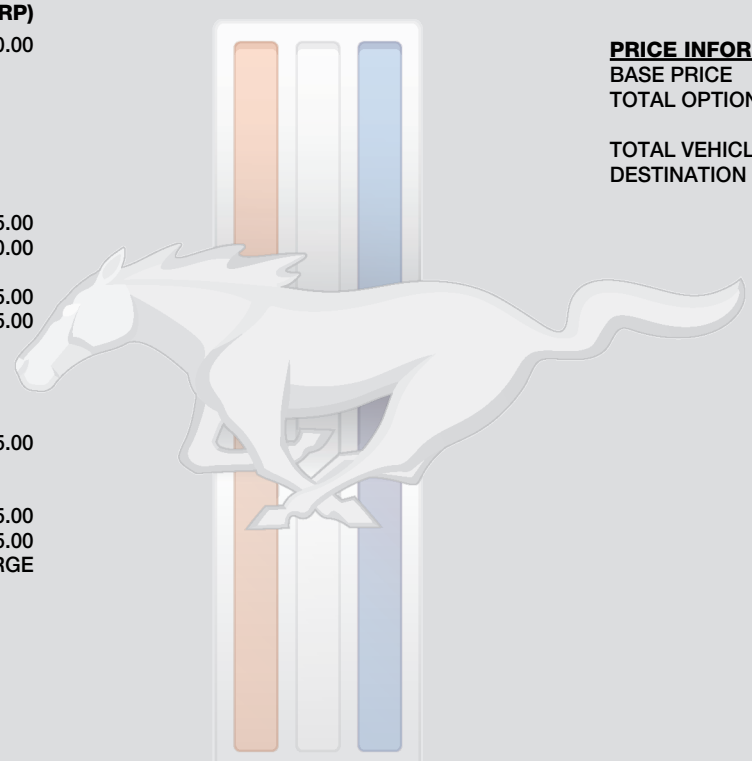 RP)
0.00
5.00
0.00
5.00
5.00
5.00
5.00
5.00
RGE
PRICE INFOR
BASE PRICE
TOTAL OPTION
TOTAL VEHICL
DESTINATION